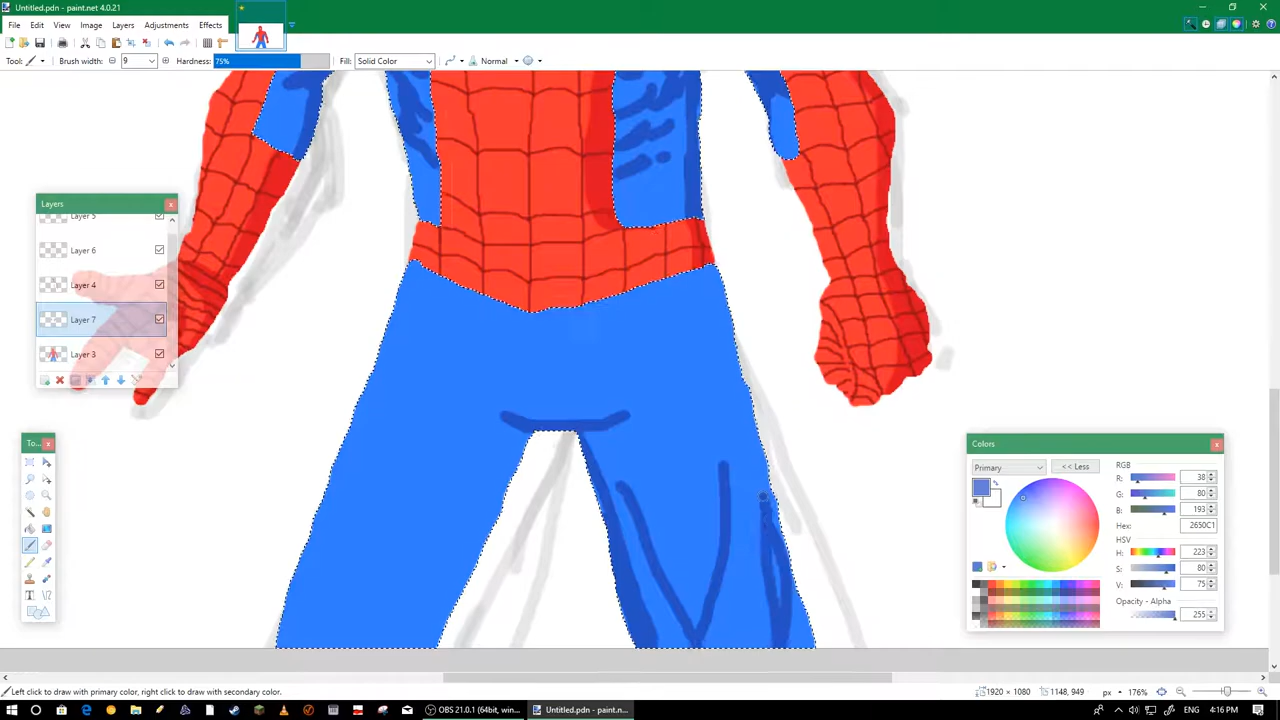 Untitled.pdn - paint.net 4.0.21
File Edit View Image Layers Adjustments Effects
Tool: Brush width: 9 Hardness: 75% Fill: Solid Color Normal
Layers
Layer 5
Layer 6
Layer 4
Layer 7
Layer 3
To...
Colors
Primary << Less
RGB
R: 38
G: 80
B: 193
Hex: 2650C1
HSV
H: 223
S: 80
V: 75
Opacity - Alpha
255
Left click to draw with primary color, right click to draw with secondary color.
1920 × 1080 1148, 949 px 176%
OBS 21.0.1 (64bit, win... Untitled.pdn - paint.n... ENG 4:16 PM